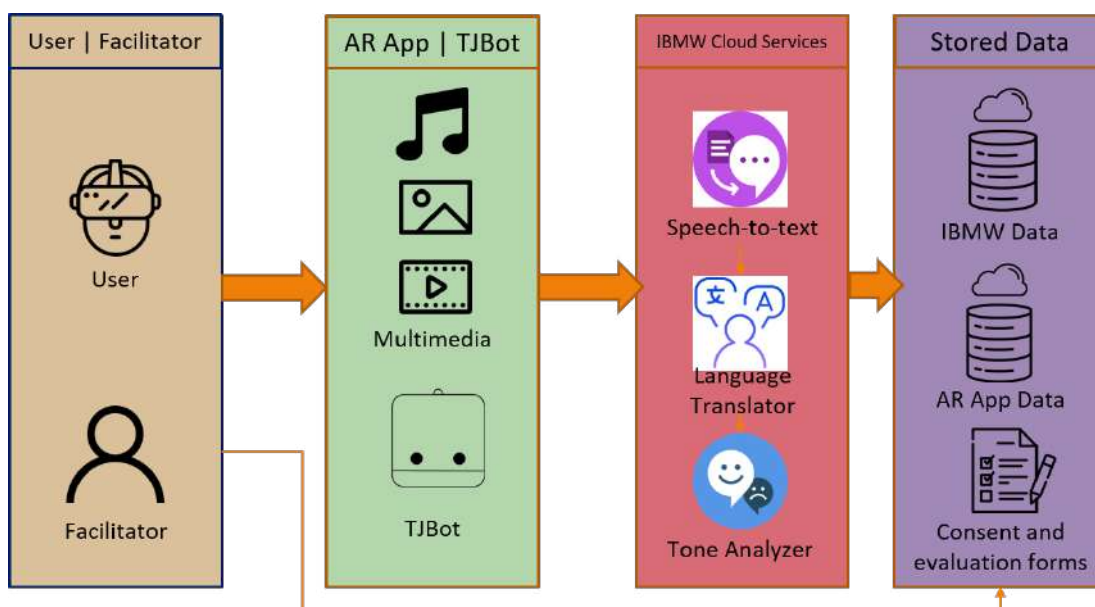 User | Facilitator
User
Facilitator
AR App | TJBot
Multimedia
TJBot
IBMW Cloud Services
Speech-to-text
文 A
Language
Translator
Tone Analyzer
Stored Data
IBMW Data
AR App Data
Consent and
evaluation forms